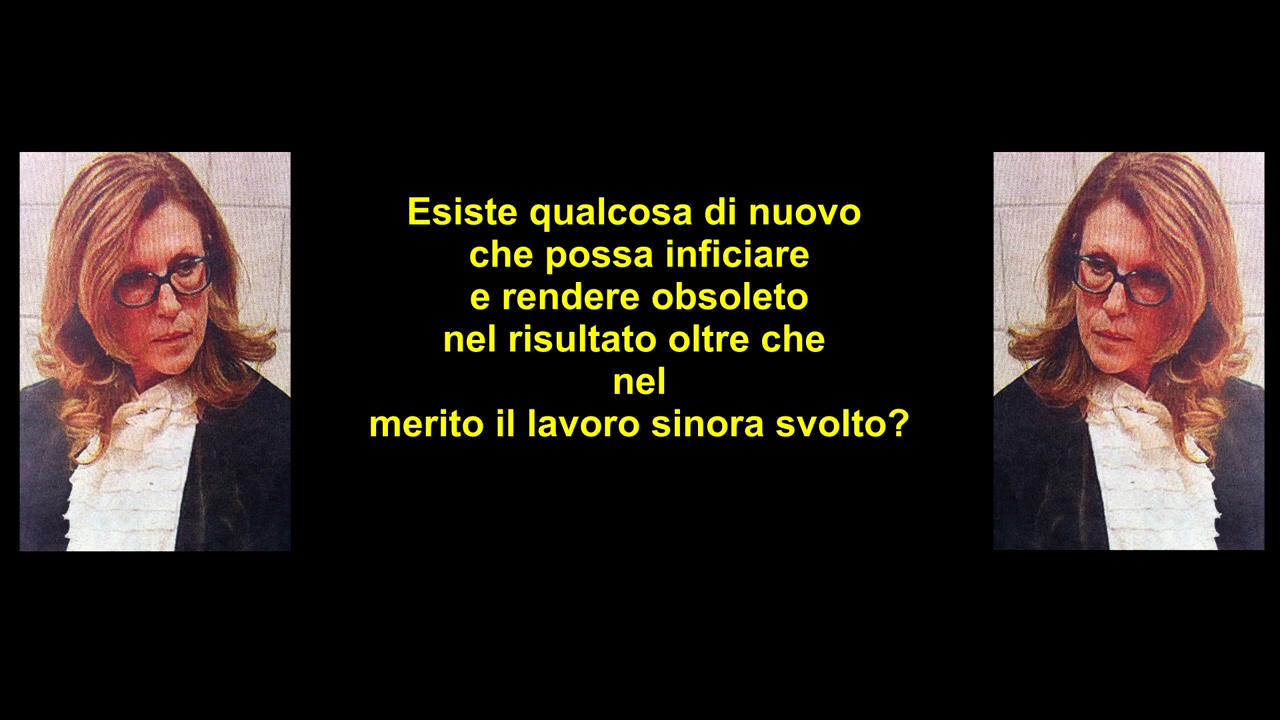 Esiste qualcosa di nuovo
che possa inficiare
e rendere obsoleto
nel risultato oltre che
nel
merito il lavoro sinora svolto?